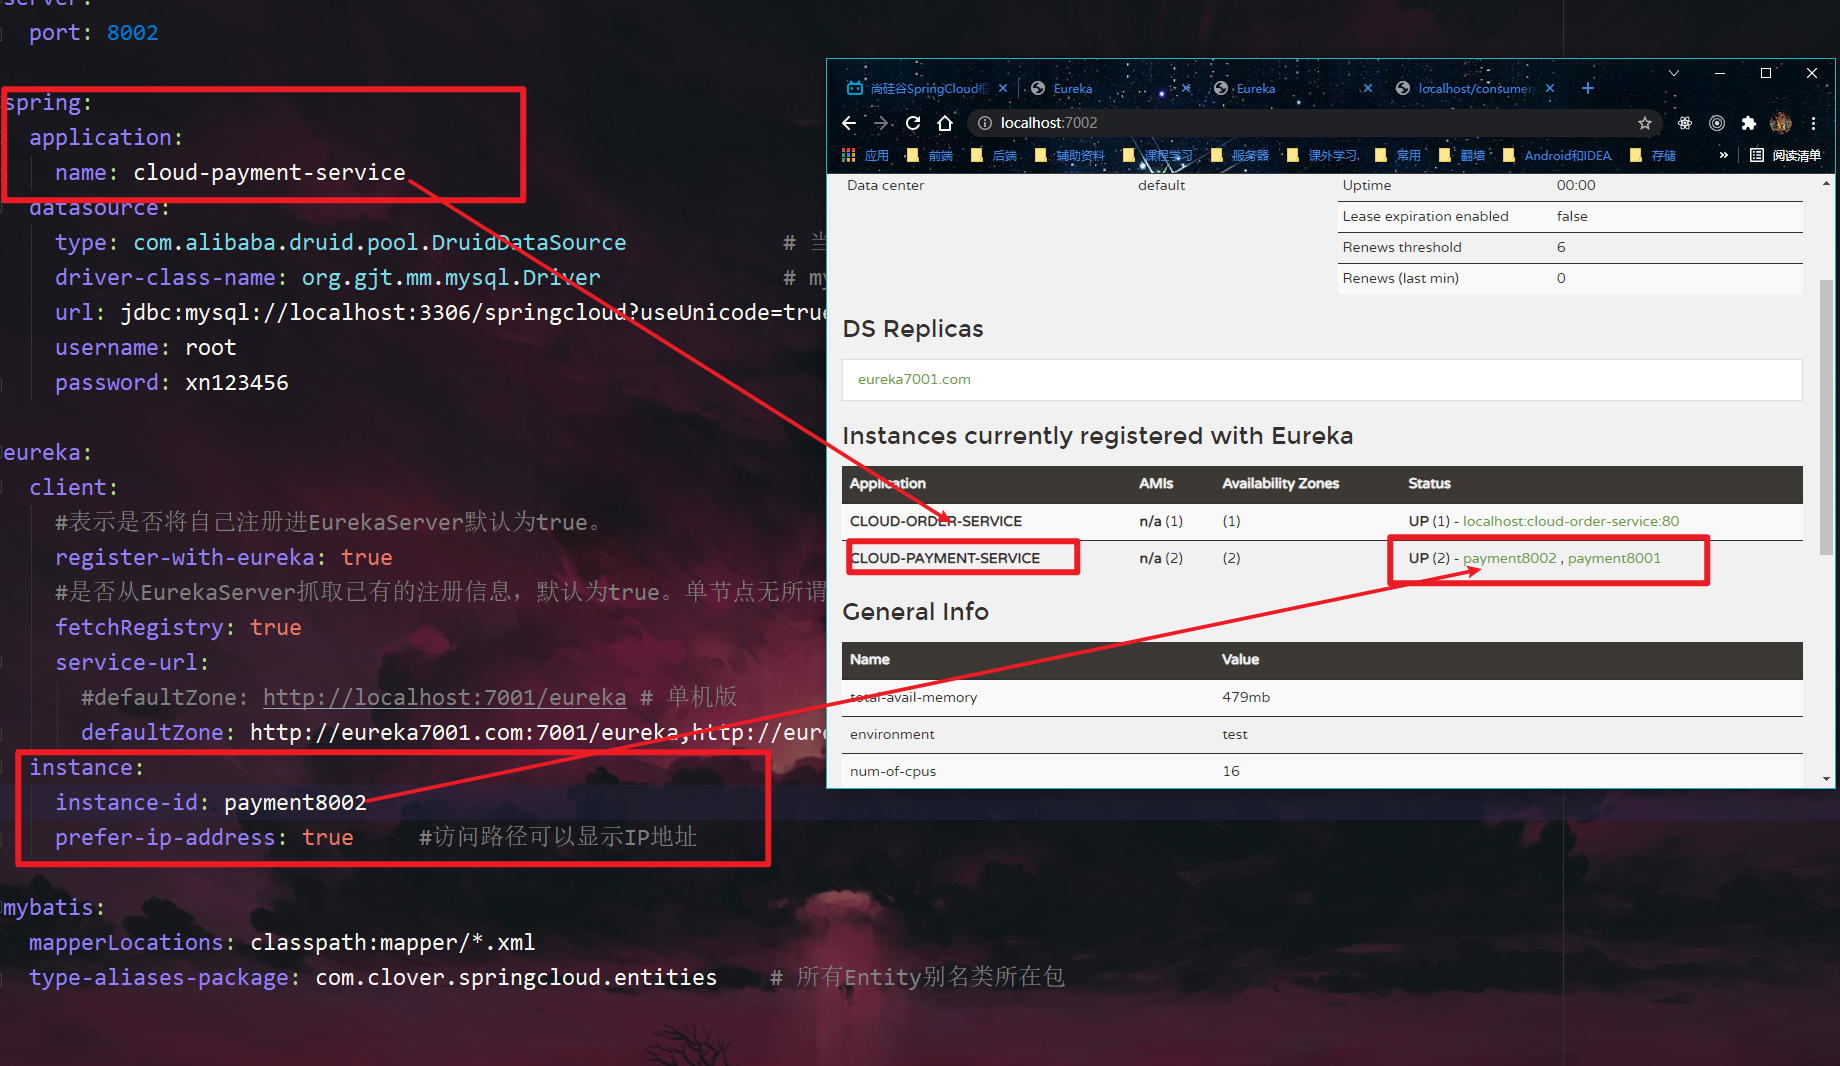 server:
port: 8002
spring:
application:
name: cloud-payment-service
datasource:
type: com.alibaba.druid.pool.DruidDataSource # 当
driver-class-name: org.gjt.mm.mysql.Driver # my
url: jdbc:mysql://localhost:3306/springcloud?useUnicode=true
username: root
password: xn123456
eureka:
client:
#表示是否将自己注册进EurekaServer默认为true。
register-with-eureka: true
#是否从EurekaServer抓取已有的注册信息，默认为true。单节点无所谓
fetchRegistry: true
service-url:
#defaultZone: http://localhost:7001/eureka # 单机版
defaultZone: http://eureka7001.com:7001/eureka,http://eure
instance:
instance-id: payment8002
prefer-ip-address: true #访问路径可以显示IP地址
mybatis:
mapperLocations: classpath:mapper/*.xml
type-aliases-package: com.clover.springcloud.entities # 所有Entity别名类所在包
尚硅谷SpringCloud框 Eureka Eureka localhost/consumer/
localhost:7002
应用 前端 后端 辅助资料 课程学习 服务器 课外学习 常用 翻墙 Android和IDEA 存储 » 阅读清单
Data center default Uptime 00:00
Lease expiration enabled false
Renews threshold 6
Renews (last min) 0
DS Replicas
eureka7001.com
Instances currently registered with Eureka
Application AMIs Availability Zones Status
CLOUD-ORDER-SERVICE n/a (1) (1) UP (1) - localhost:cloud-order-service:80
CLOUD-PAYMENT-SERVICE n/a (2) (2) UP (2) - payment8002 , payment8001
General Info
Name Value
total-avail-memory 479mb
environment test
num-of-cpus 16